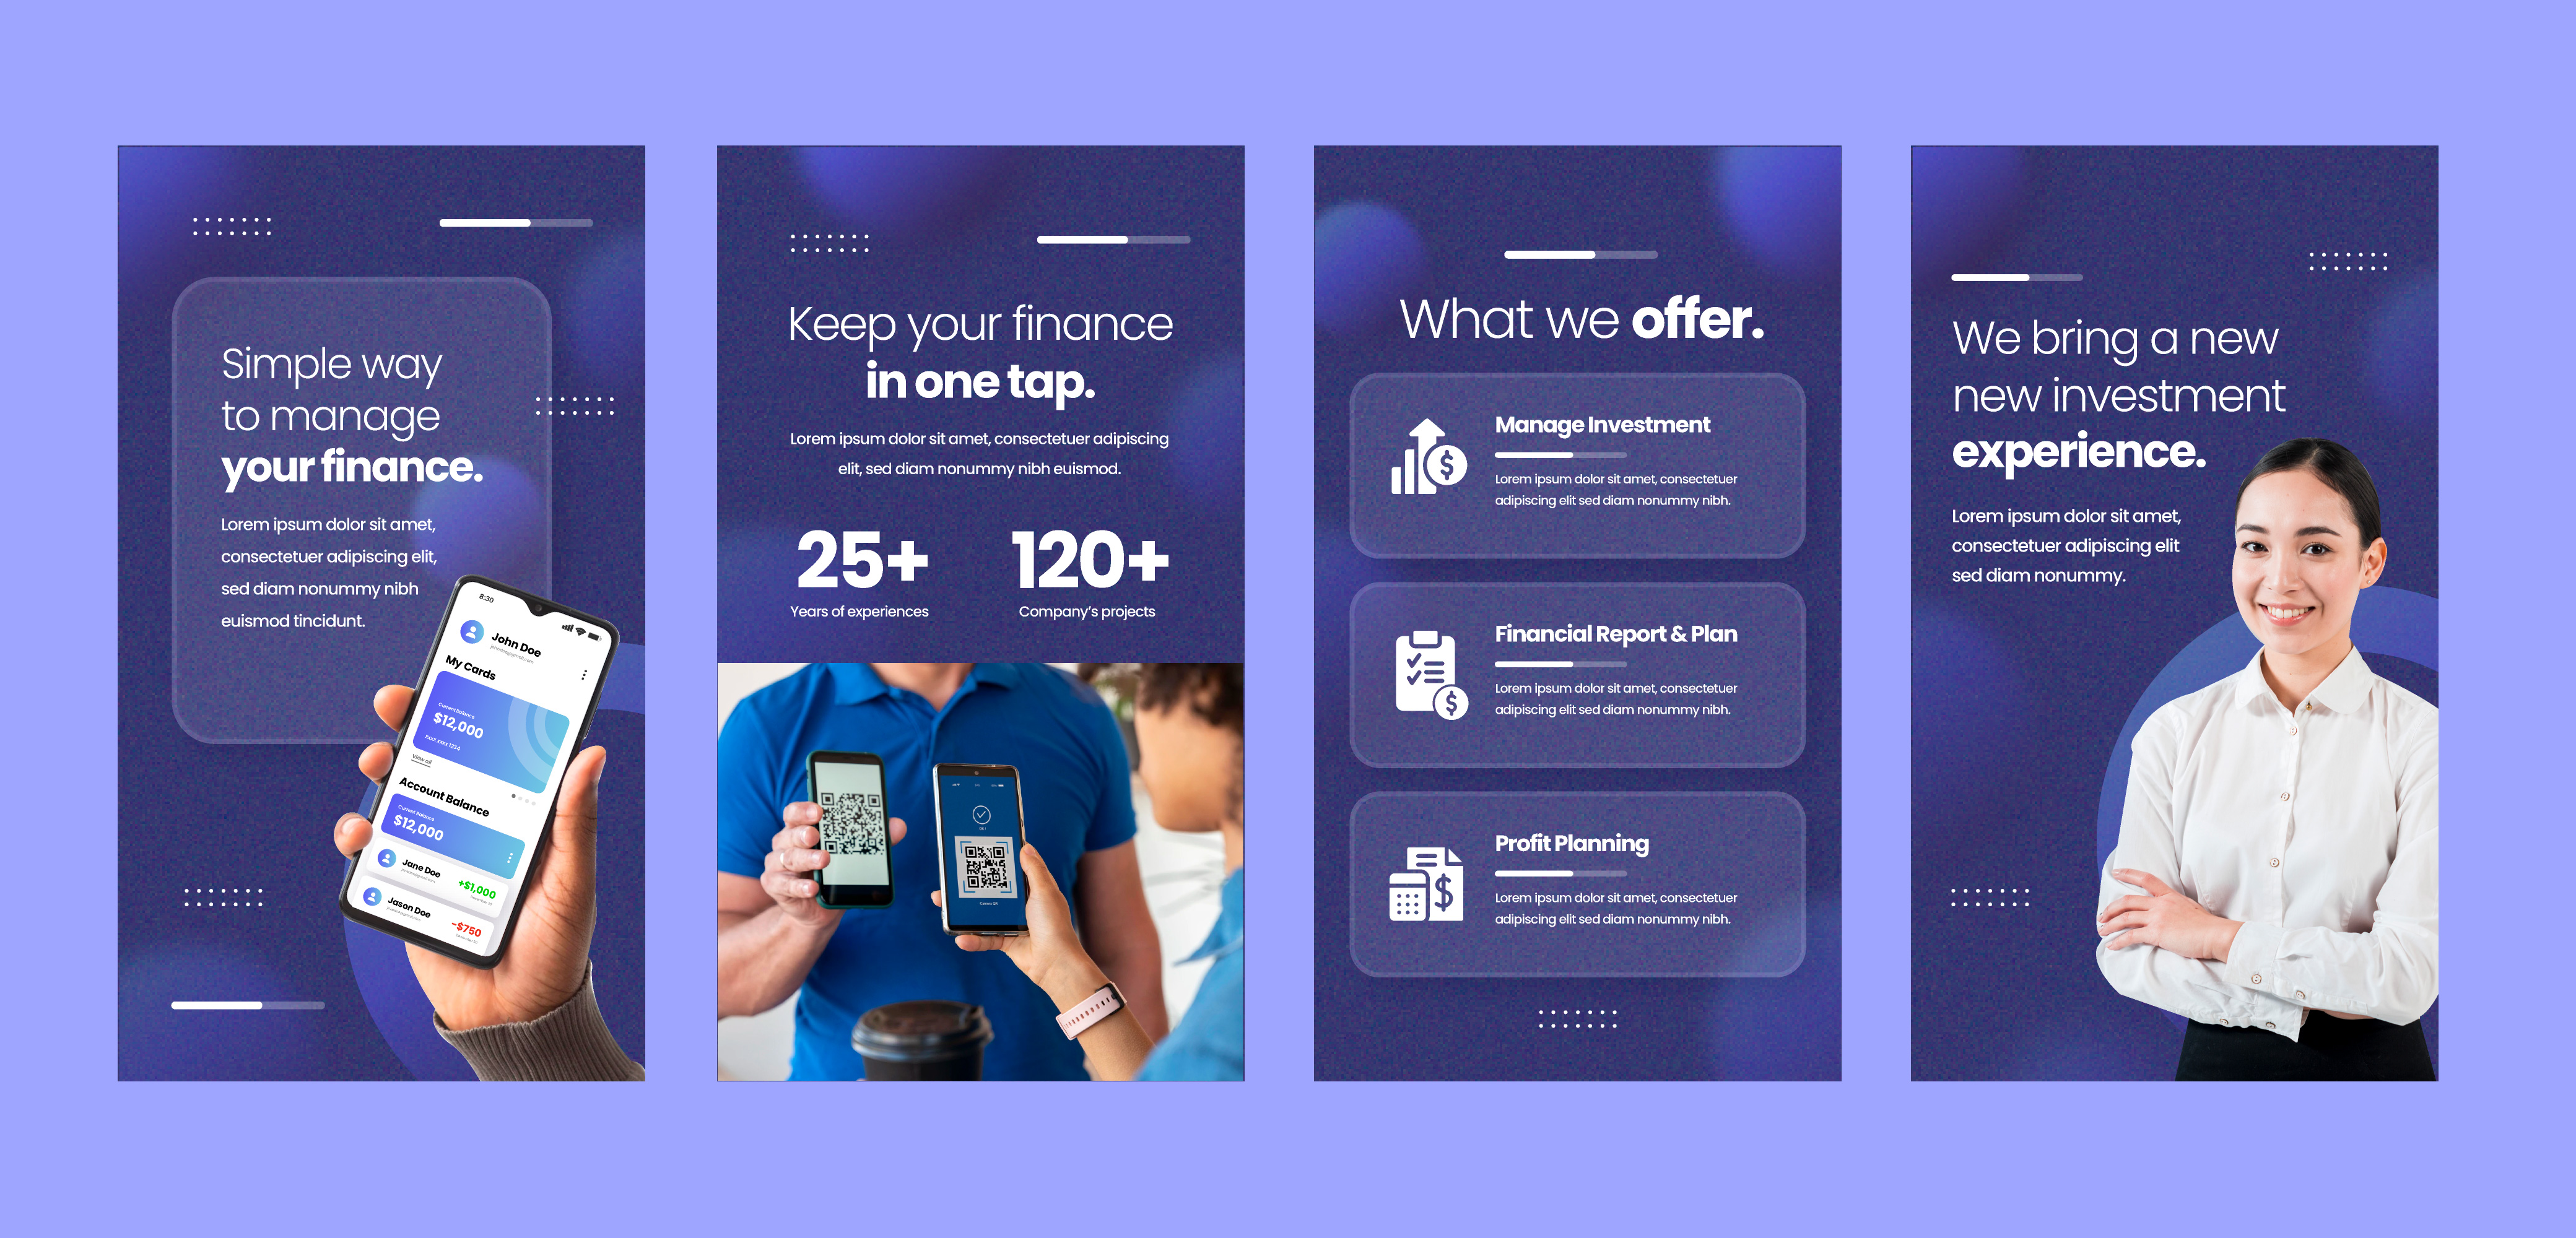 Simple way
to manage
your finance.
Lorem ipsum dolor sit amet,
consectetuer adipiscing elit,
sed diam nonummy nibh
euismod tincidunt.
8:30
John Doe
My Cards
Current Balance
$12,000
xxxx xxxx 1234
View all
Account Balance
Current Balance
$12,000
Jane Doe
+$1,000
Jason Doe
-$750
Keep your finance
in one tap.
Lorem ipsum dolor sit amet, consectetuer adipiscing
elit, sed diam nonummy nibh euismod.
25+
120+
Years of experiences
Company's projects
What we offer.
Manage Investment
Lorem ipsum dolor sit amet, consectetuer
adipiscing elit sed diam nonummy nibh.
Financial Report & Plan
Lorem ipsum dolor sit amet, consectetuer
adipiscing elit sed diam nonummy nibh.
Profit Planning
Lorem ipsum dolor sit amet, consectetuer
adipiscing elit sed diam nonummy nibh.
We bring a new
new investment
experience.
Lorem ipsum dolor sit amet,
consectetuer adipiscing elit
sed diam nonummy.